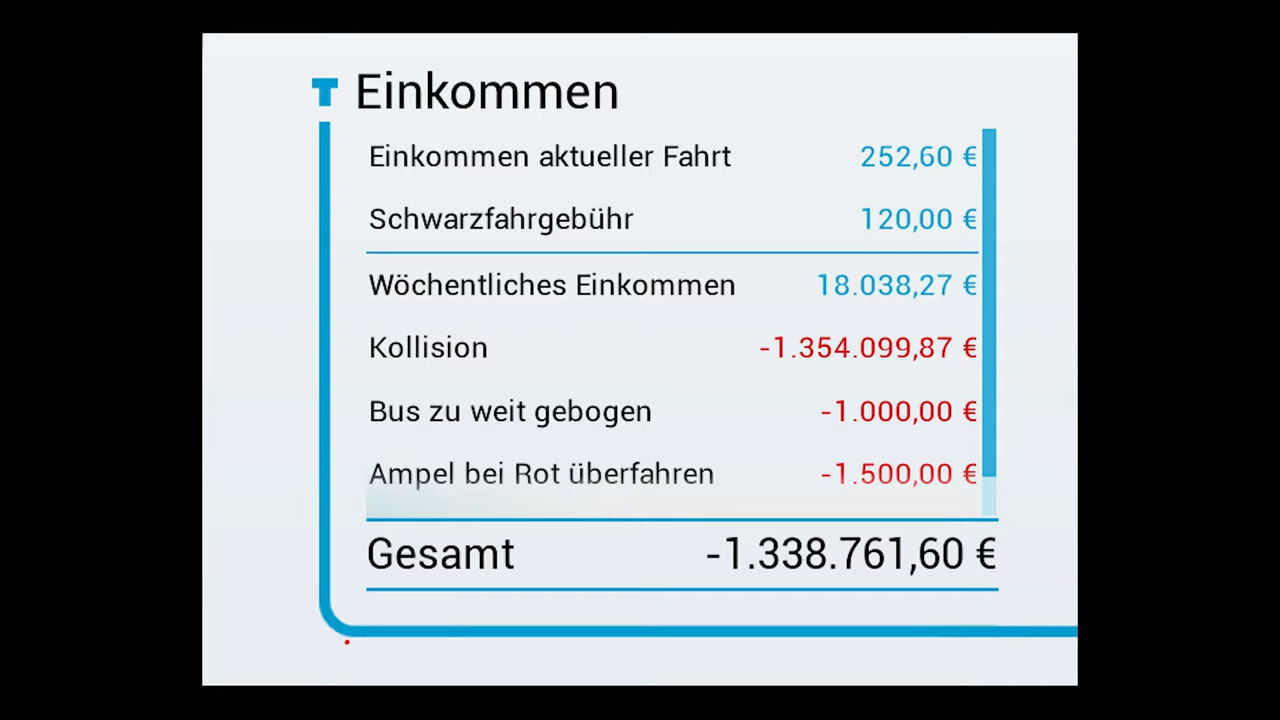 Einkommen
Einkommen aktueller Fahrt 252,60 €
Schwarzfahrgebühr 120,00 €
Wöchentliches Einkommen 18.038,27 €
Kollision -1.354.099,87 €
Bus zu weit gebogen -1.000,00 €
Ampel bei Rot überfahren -1.500,00 €
Gesamt -1.338.761,60 €